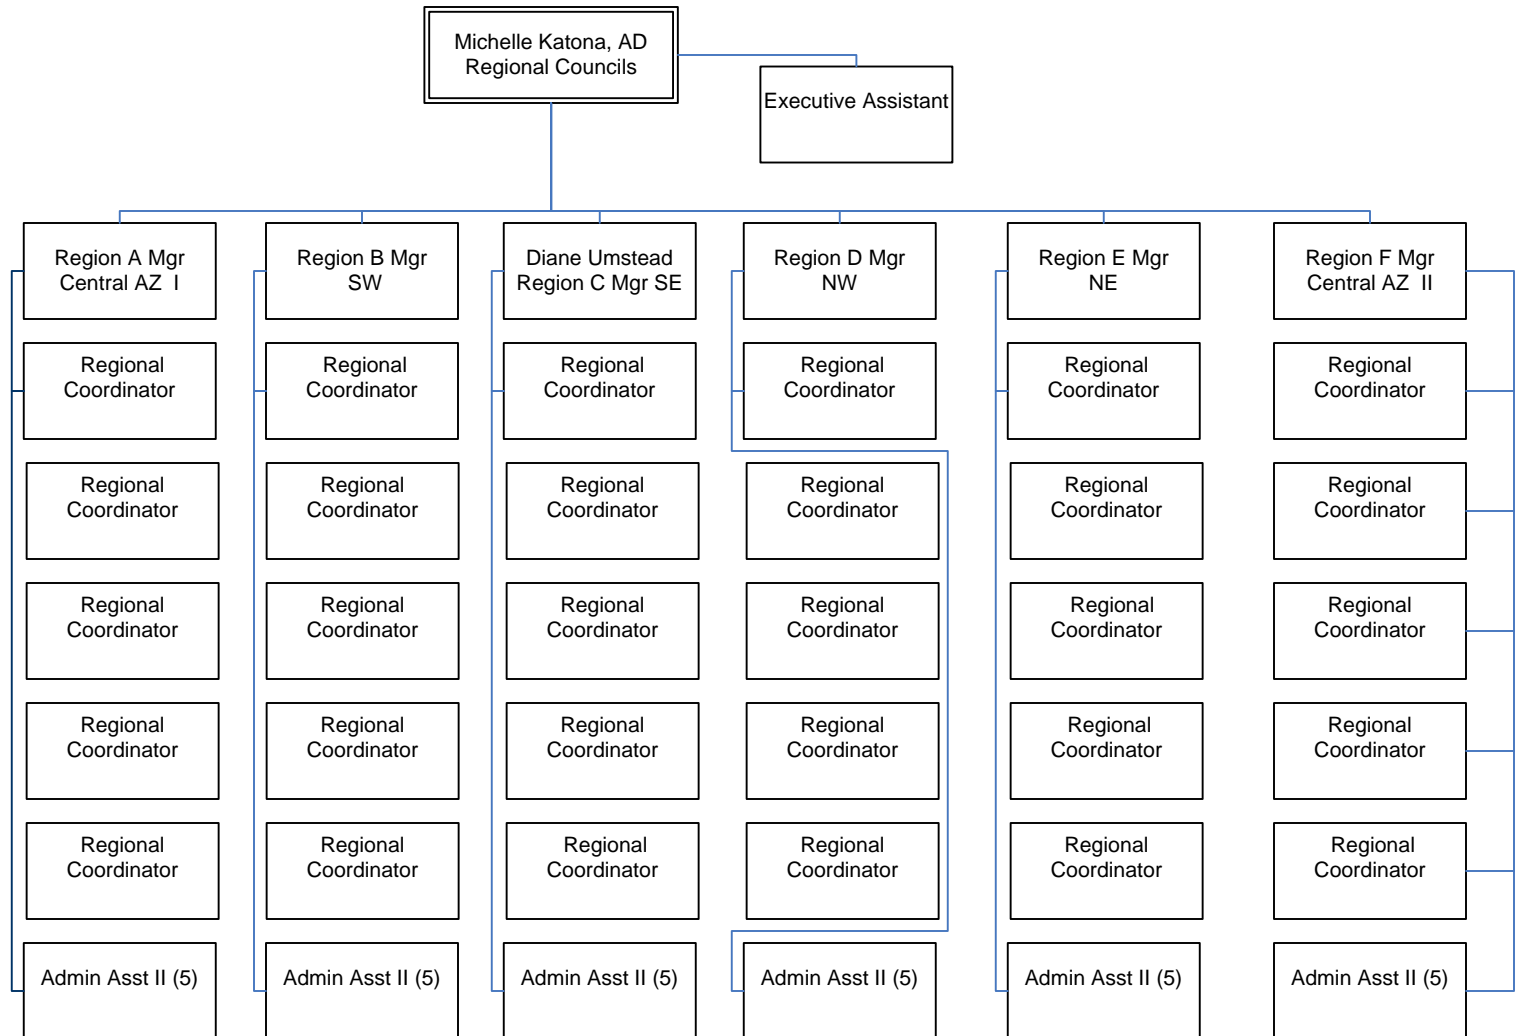 Michelle Katona, AD
Regional Councils
Executive Assistant
Region A Mgr
Central AZ  I
Region B Mgr
SW
Diane Umstead
Region C Mgr SE
Region D Mgr
NW
Region E Mgr
NE
Region F Mgr
Central AZ  II
Regional
Coordinator
Regional
Coordinator
Regional
Coordinator
Regional
Coordinator
Regional
Coordinator
Regional
Coordinator
Regional
Coordinator
Regional
Coordinator
Regional
Coordinator
Regional
Coordinator
Regional
Coordinator
Regional
Coordinator
Regional
Coordinator
Regional
Coordinator
Regional
Coordinator
Regional
Coordinator
Regional
Coordinator
Regional
Coordinator
Regional
Coordinator
Regional
Coordinator
Regional
Coordinator
Regional
Coordinator
Regional
Coordinator
Regional
Coordinator
Regional
Coordinator
Regional
Coordinator
Regional
Coordinator
Regional
Coordinator
Regional
Coordinator
Regional
Coordinator
Admin Asst II (5)
Admin Asst II (5)
Admin Asst II (5)
Admin Asst II (5)
Admin Asst II (5)
Admin Asst II (5)